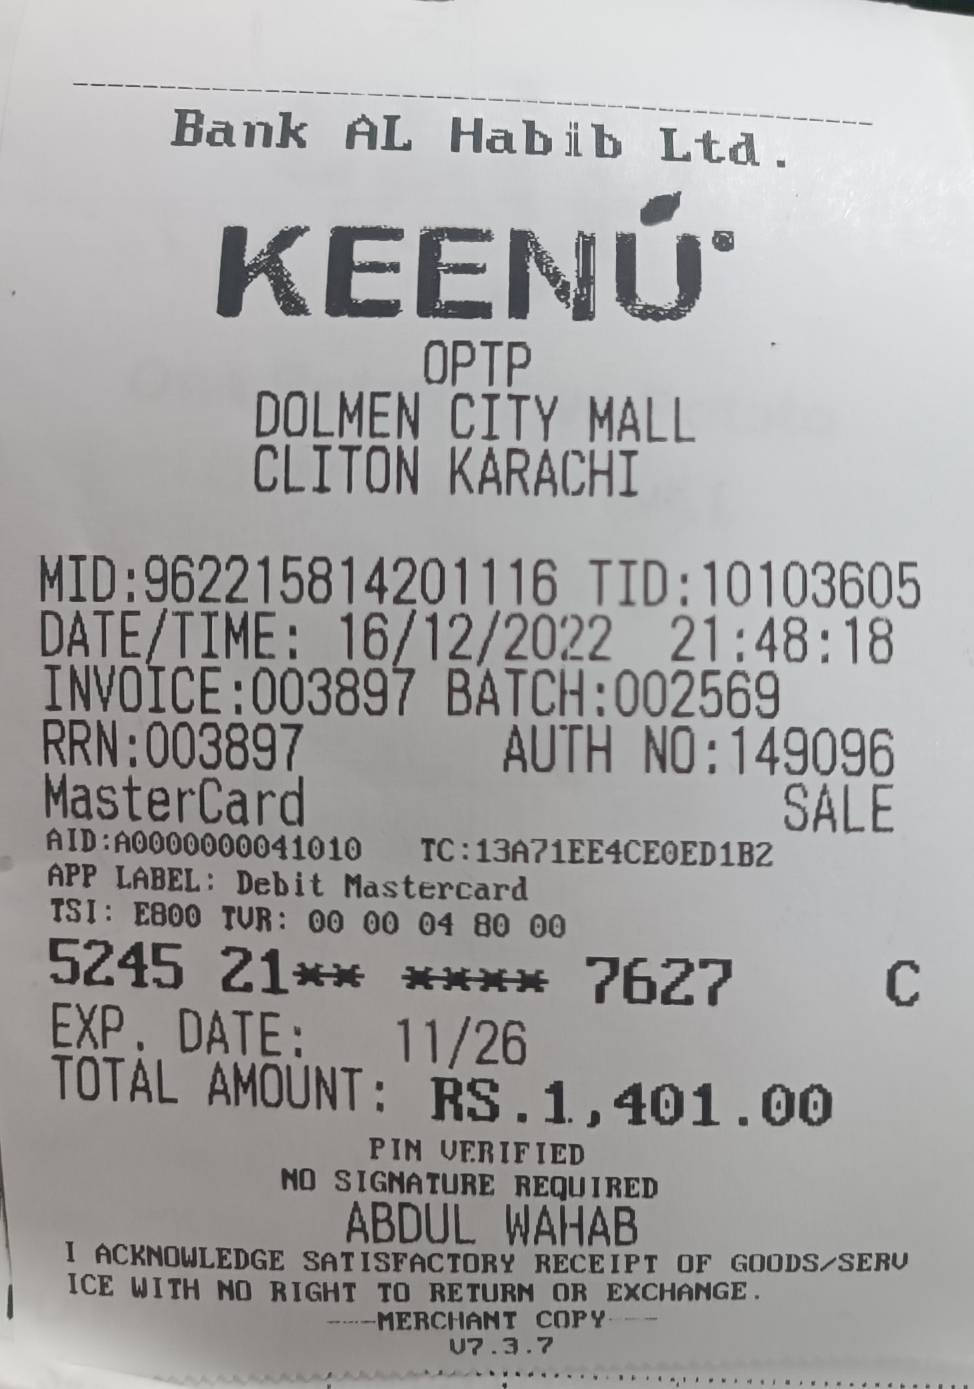 Bank AL Habib Ltd.
KEENÚ®
OPTP
DOLMEN CITY MALL
CLITON KARACHI
MID:962215814201116 TID:10103605
DATE/TIME: 16/12/2022 21:48:18
INVOICE:003897 BATCH:002569
RRN:003897 AUTH NO:149096
MasterCard SALE
AID:A0000000041010 TC:13A71EE4CE0ED1B2
APP LABEL: Debit Mastercard
TSI: E800 TVR: 00 00 04 80 00
5245 21** **** 7627 C
EXP. DATE: 11/26
TOTAL AMOUNT: RS.1,401.00
PIN VERIFIED
NO SIGNATURE REQUIRED
ABDUL WAHAB
I ACKNOWLEDGE SATISFACTORY RECEIPT OF GOODS/SERV
ICE WITH NO RIGHT TO RETURN OR EXCHANGE.
----MERCHANT COPY----
V7.3.7